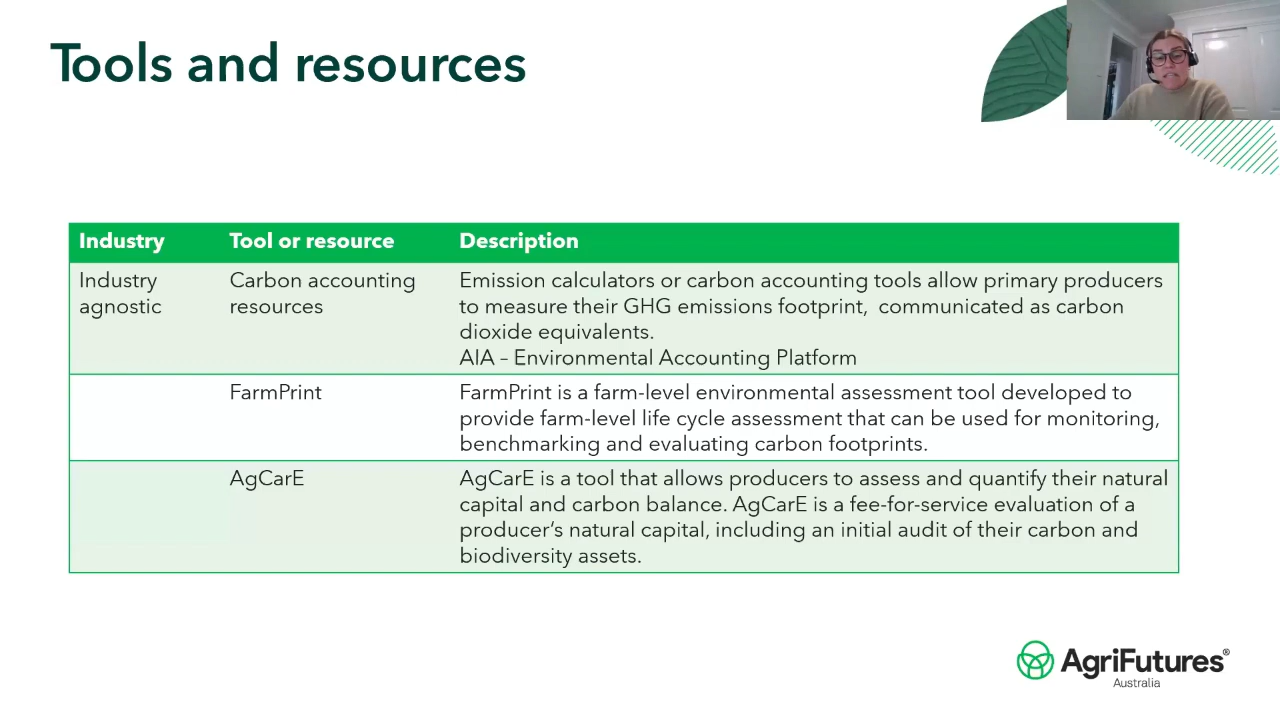 Tools and resources
Industry
Tool or resource
Description
Industry
agnostic
Carbon accounting
resources
Emission calculators or carbon accounting tools allow primary producers
to measure their GHG emissions footprint,  communicated as carbon
dioxide equivalents.
AIA – Environmental Accounting Platform
FarmPrint
FarmPrint is a farm-level environmental assessment tool developed to
provide farm-level life cycle assessment that can be used for monitoring,
benchmarking and evaluating carbon footprints.
AgCarE
AgCarE is a tool that allows producers to assess and quantify their natural
capital and carbon balance. AgCarE is a fee-for-service evaluation of a
producer’s natural capital, including an initial audit of their carbon and
biodiversity assets.
AgriFutures®
Australia